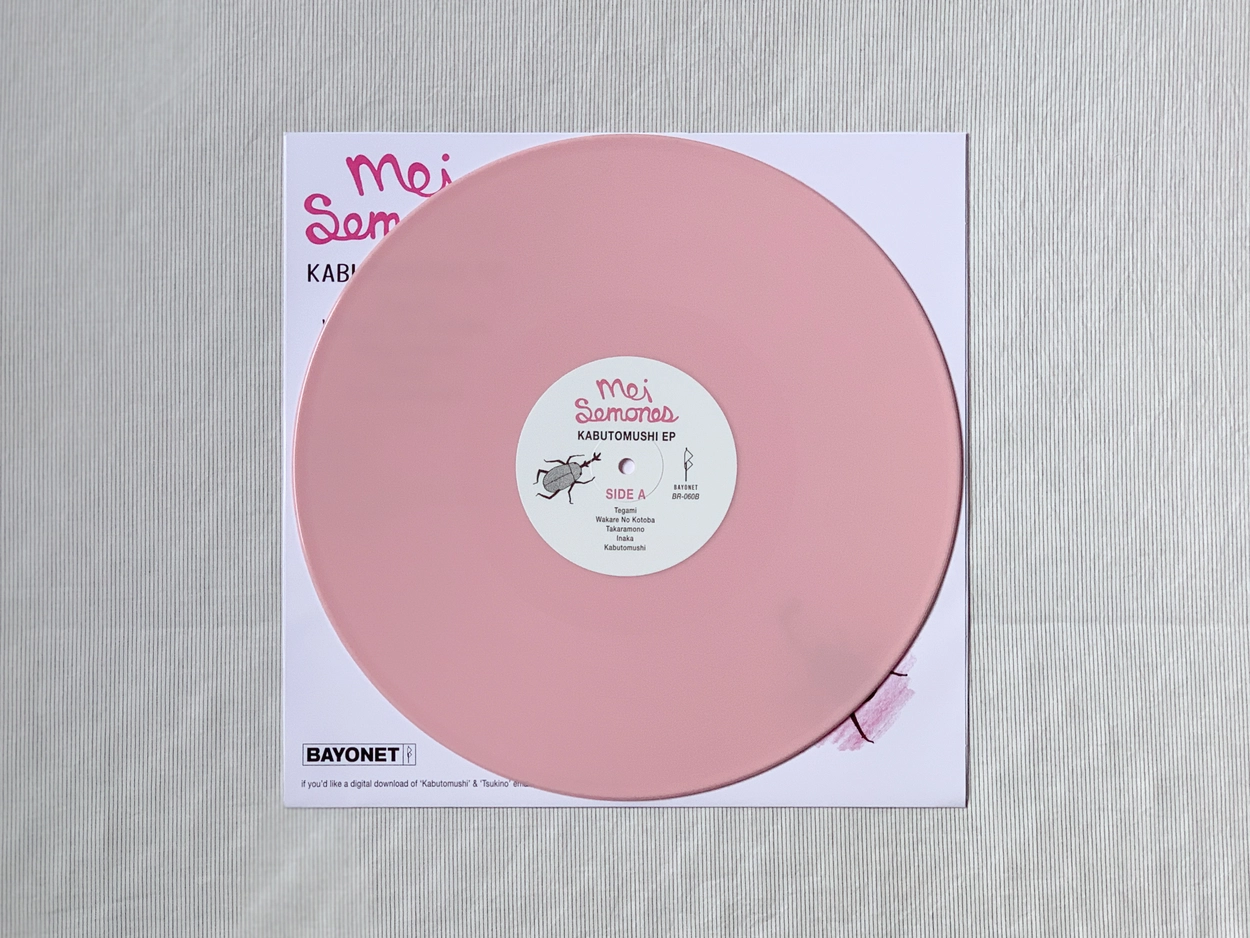 Mei
Sem
KABU
Mei
Semones
KABUTOMUSHI EP
BAYONET
BR-060B
SIDE A
Tegami
Wakare No Kotoba
Takaramono
Inaka
Kabutomushi
BAYONET
if you'd like a digital download of 'Kabutomushi' & 'Tsukino' em